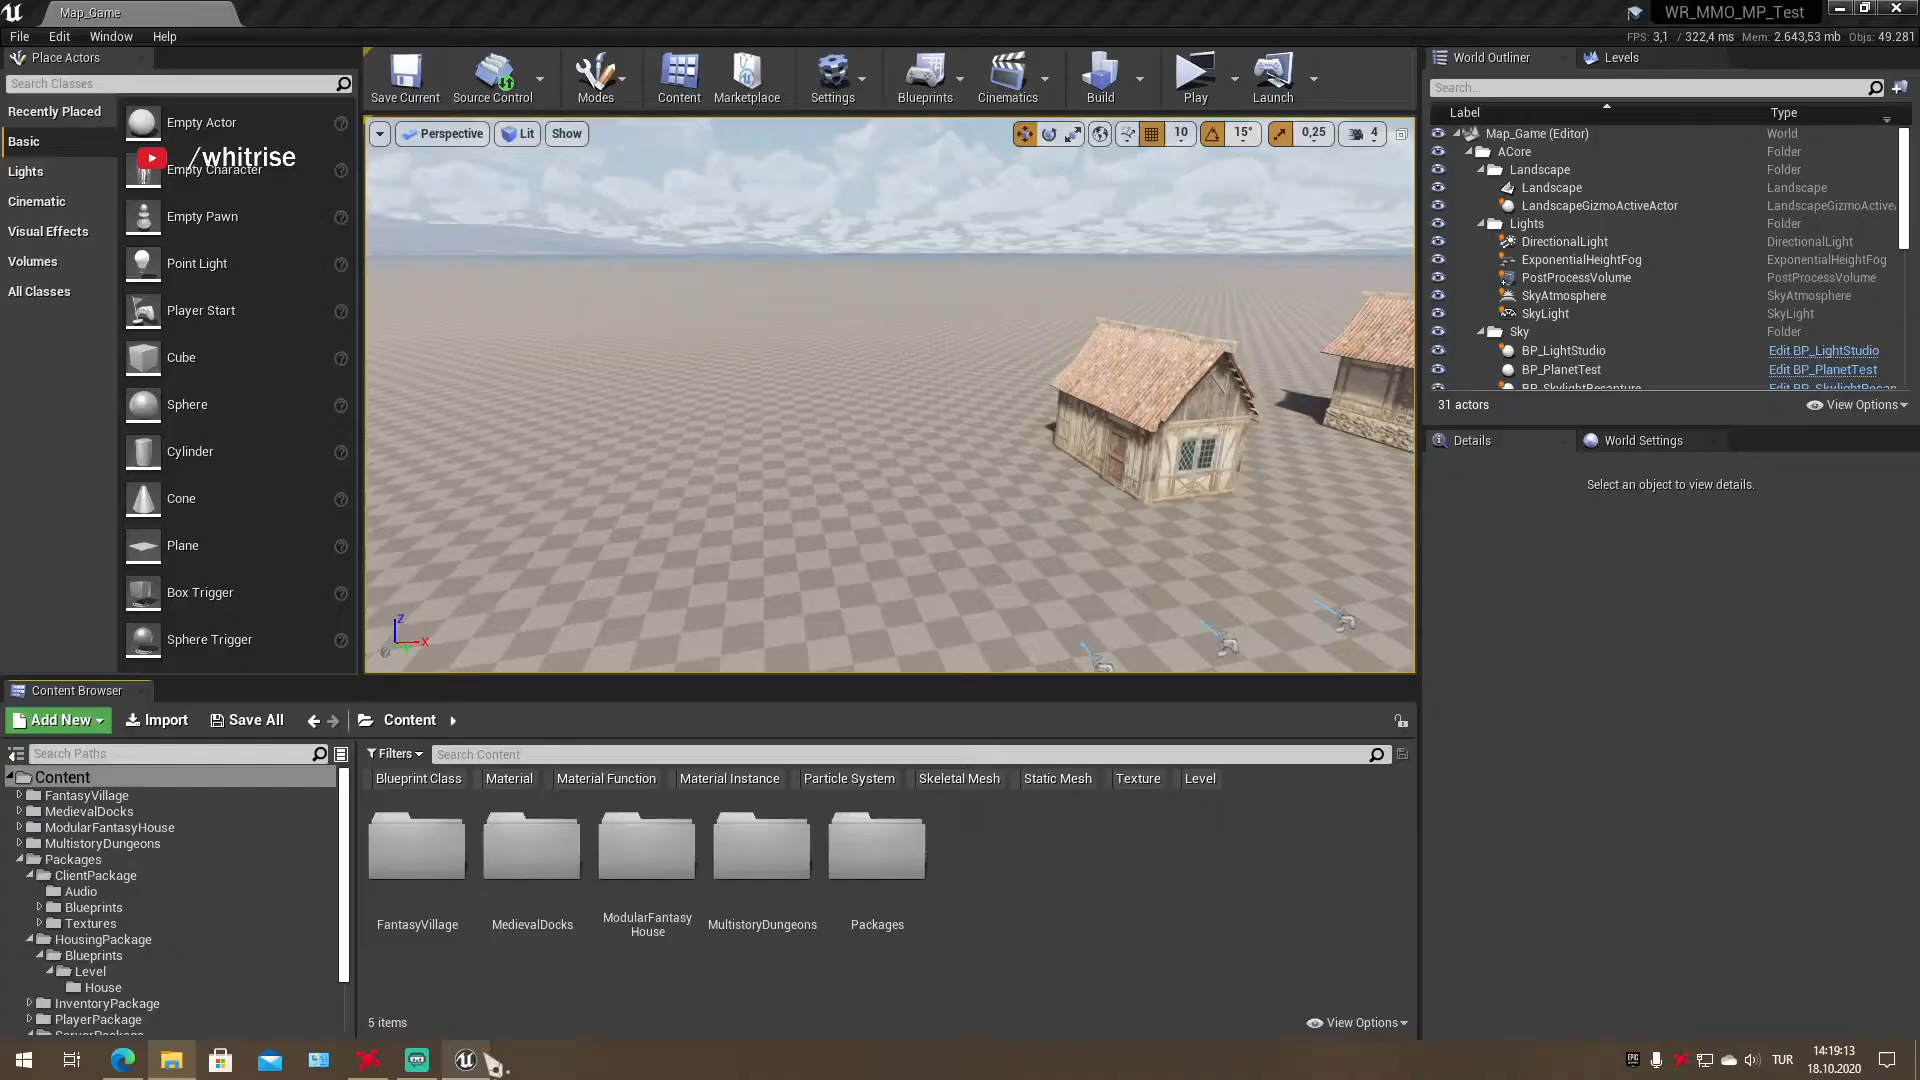 Map_Game
WR_MMO_MP_Test
File Edit Window Help
FPS: 3,1 / 322,4 ms Mem: 2.643,53 mb Objs: 49.281
Place Actors
Search Classes
Recently Placed
Basic
Lights
Cinematic
Visual Effects
Volumes
All Classes
Empty Actor
/whitrise
Empty Character
Empty Pawn
Point Light
Player Start
Cube
Sphere
Cylinder
Cone
Plane
Box Trigger
Sphere Trigger
Save Current Source Control Modes Content Marketplace Settings Blueprints Cinematics Build Play Launch
Perspective Lit Show 10 15° 0,25 4
Z
X
World Outliner Levels
Search...
Label Type
Map_Game (Editor) World
ACore Folder
Landscape Folder
Landscape Landscape
LandscapeGizmoActiveActor LandscapeGizmoActive
Lights Folder
DirectionalLight DirectionalLight
ExponentialHeightFog ExponentialHeightFog
PostProcessVolume PostProcessVolume
SkyAtmosphere SkyAtmosphere
SkyLight SkyLight
Sky Folder
BP_LightStudio Edit BP_LightStudio
BP_PlanetTest Edit BP_PlanetTest
BP_SkylightRecapture Edit BP_SkylightRecap
31 actors View Options
Details World Settings
Select an object to view details.
Content Browser
Add New Import Save All Content
Search Paths
Content
FantasyVillage
MedievalDocks
ModularFantasyHouse
MultistoryDungeons
Packages
ClientPackage
Audio
Blueprints
Textures
HousingPackage
Blueprints
Level
House
InventoryPackage
PlayerPackage
ServerPackage
Filters Search Content
Blueprint Class Material Material Function Material Instance Particle System Skeletal Mesh Static Mesh Texture Level
FantasyVillage MedievalDocks ModularFantasy House MultistoryDungeons Packages
5 items View Options
EPIC
TUR
14:19:13
18.10.2020